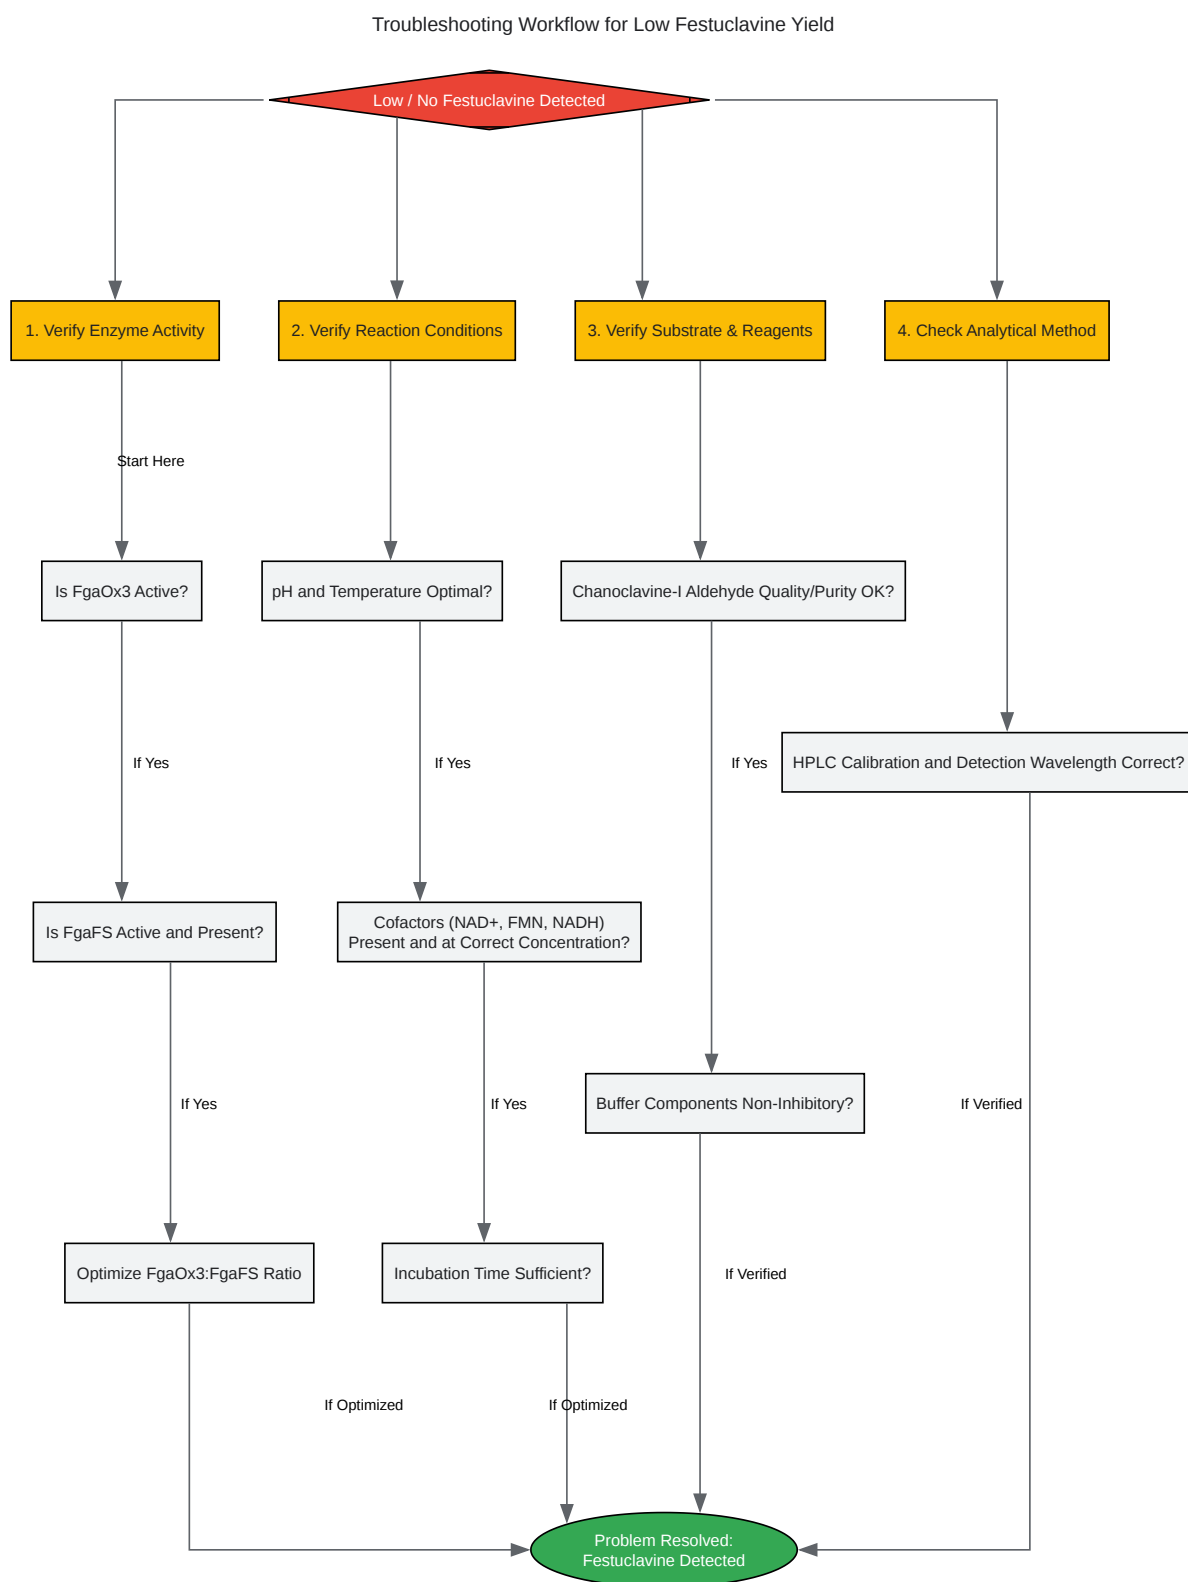 Troubleshooting Workflow for Low Festuclavine Yield
Low / No Festuclavine Detected
1. Verify Enzyme Activity
2. Verify Reaction Conditions
3. Verify Substrate & Reagents
4. Check Analytical Method
Start Here
Is FgaOx3 Active?
pH and Temperature Optimal?
Chanoclavine-I Aldehyde Quality/Purity OK?
If Yes
If Yes
If Yes
HPLC Calibration and Detection Wavelength Correct?
Is FgaFS Active and Present?
Cofactors (NAD+, FMN, NADH)
Present and at Correct Concentration?
If Yes
If Yes
Buffer Components Non-Inhibitory?
If Verified
Optimize FgaOx3:FgaFS Ratio
Incubation Time Sufficient?
If Verified
If Optimized
If Optimized
Problem Resolved:
Festuclavine Detected